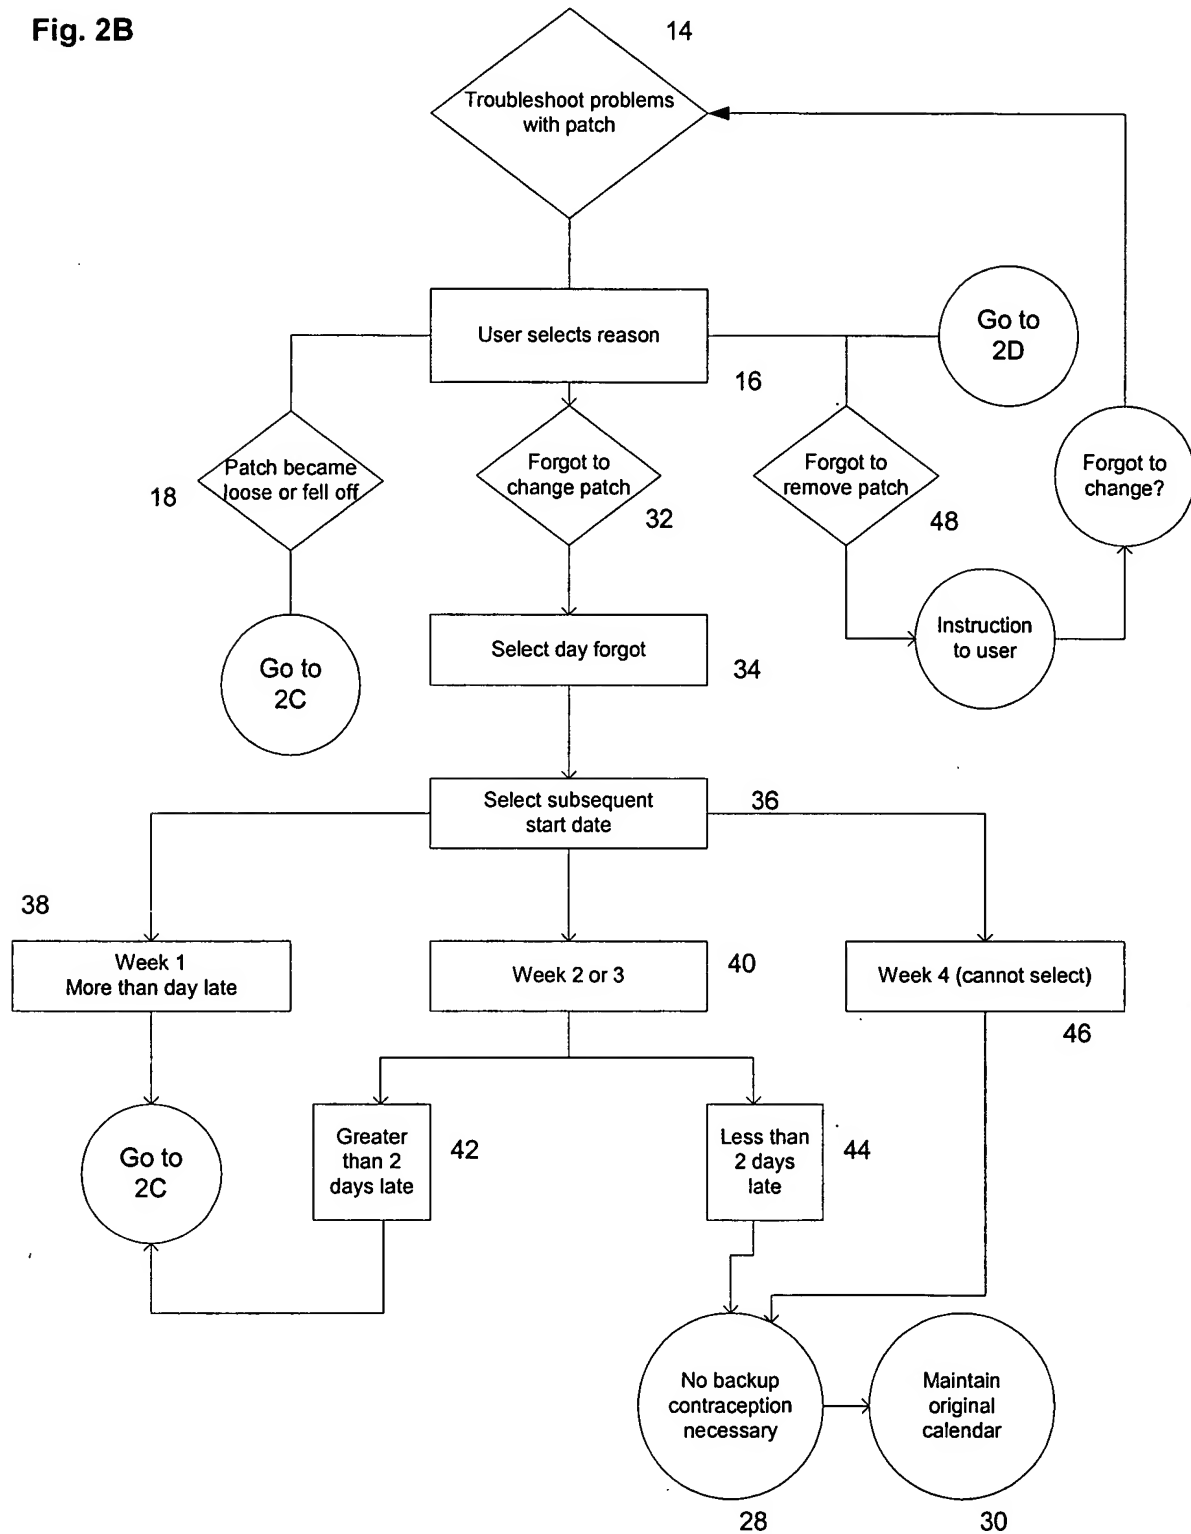 Fig. 2B
14
Troubleshoot problems
with patch
User selects reason
16
Go to
2D
Patch became
loose or fell off
18
Forgot to
change patch
32
Forgot to
remove patch
48
Forgot to
change?
Go to
2C
Select day forgot
34
Instruction
to user
Select subsequent
start date
36
38
Week 1
More than day late
Week 2 or 3
40
Week 4 (cannot select)
46
Go to
2C
Greater
than 2
days late
42
Less than
2 days
late
44
No backup
contraception
necessary
28
Maintain
original
calendar
30